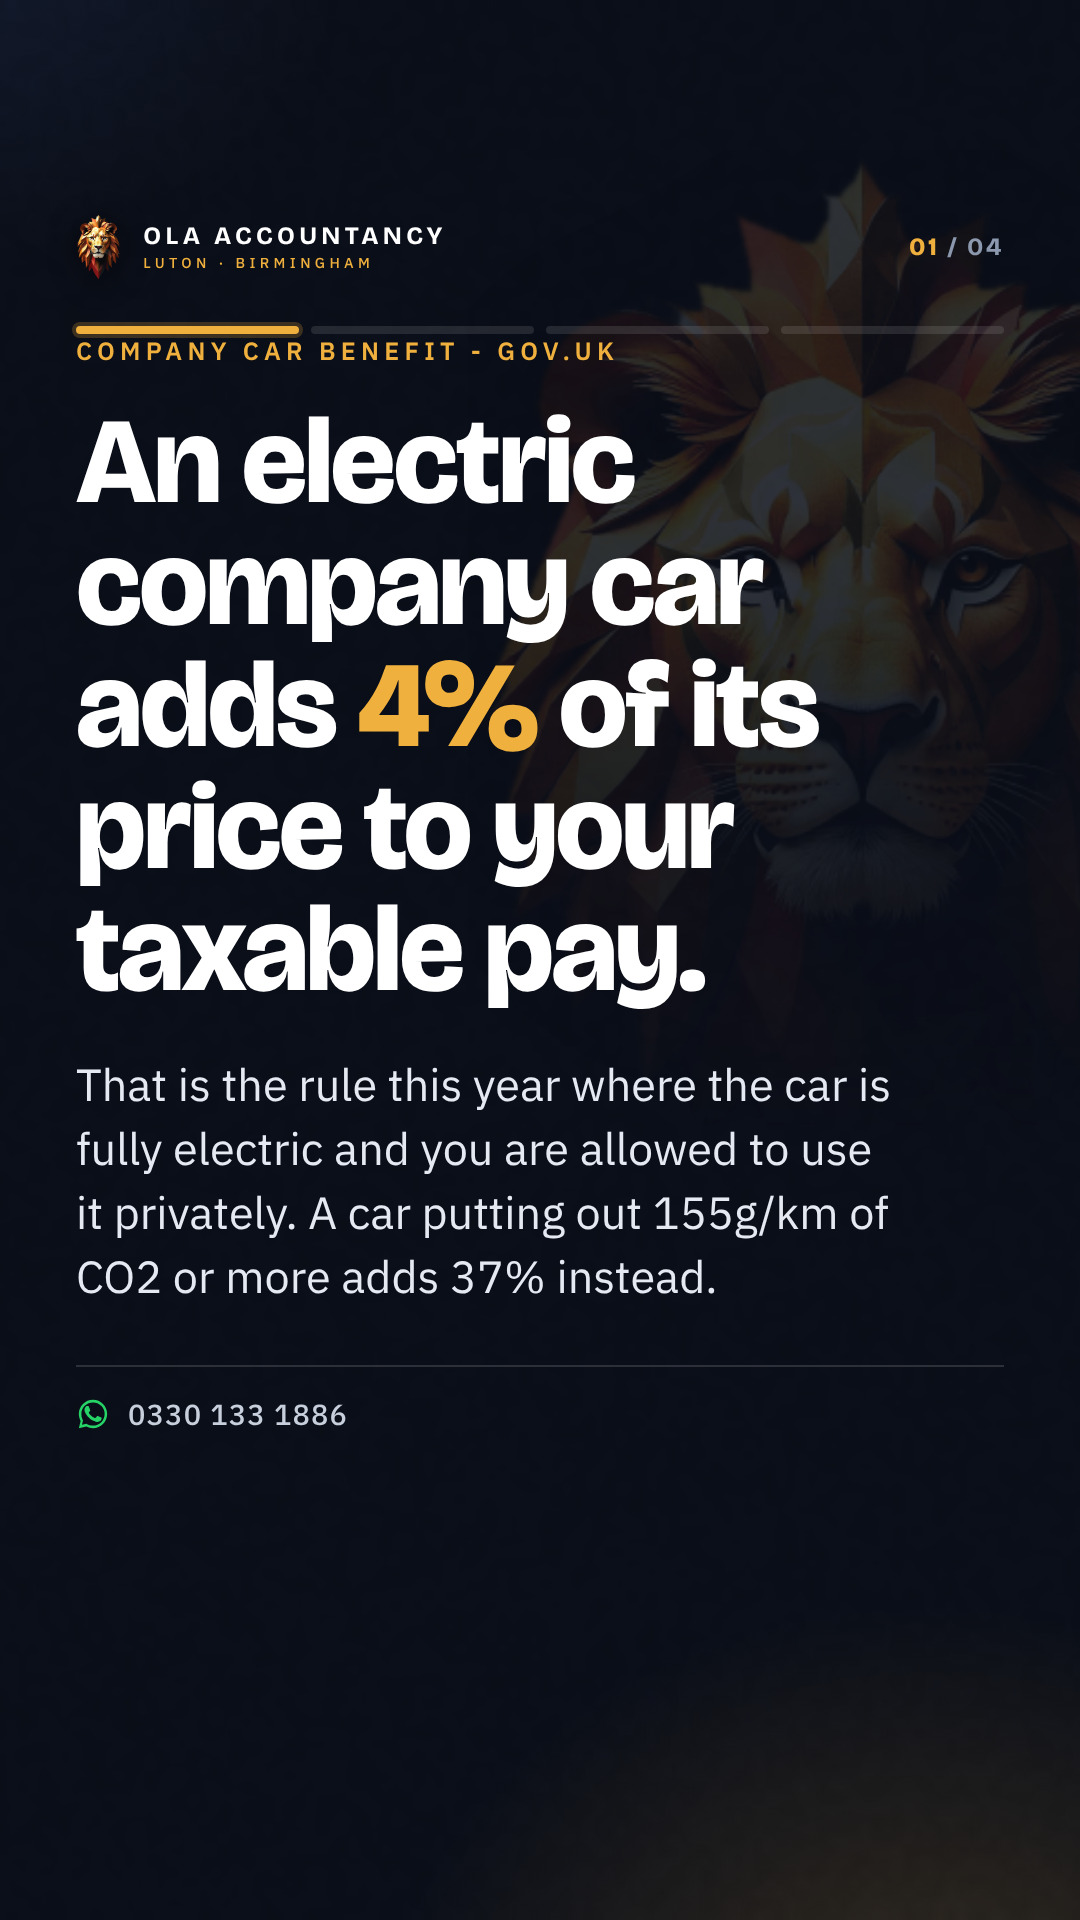 OLA ACCOUNTANCY
LUTON · BIRMINGHAM
01 / 04
COMPANY CAR BENEFIT - GOV.UK
An electric
company car
adds 4% of its
price to your
taxable pay.
That is the rule this year where the car is
fully electric and you are allowed to use
it privately. A car putting out 155g/km of
CO2 or more adds 37% instead.
0330 133 1886